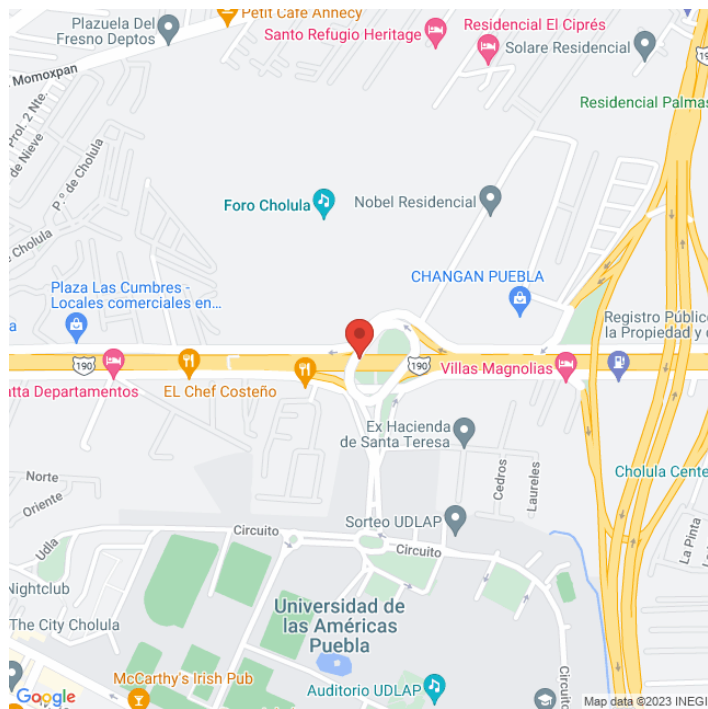 Petit Cafe Annecy
Plazuela Del
Fresno Deptos
Santo Refugio Heritage
Residencial El Ciprés
Solare Residencial
Momoxpan
Residencial Palmas
Prol. 2 Nte.
de Nieve
P.º de Cholula
Foro Cholula
Nobel Residencial
de Cholula
Plaza Las Cumbres -
Locales comerciales en...
CHANGAN PUEBLA
Registro Público
la Propiedad y
190
190
atta Departamentos
EL Chef Costeño
Villas Magnolias
Ex Hacienda
de Santa Teresa
Cedros
Laureles
Cholula Cente
Norte
Oriente
Sorteo UDLAP
La Pinta
Circuito
Circuito
Udla
Nightclub
The City Cholula
Universidad de
las Américas
Puebla
Circuito
McCarthy's Irish Pub
Auditorio UDLAP
Google
Map data ©2023 INEGI